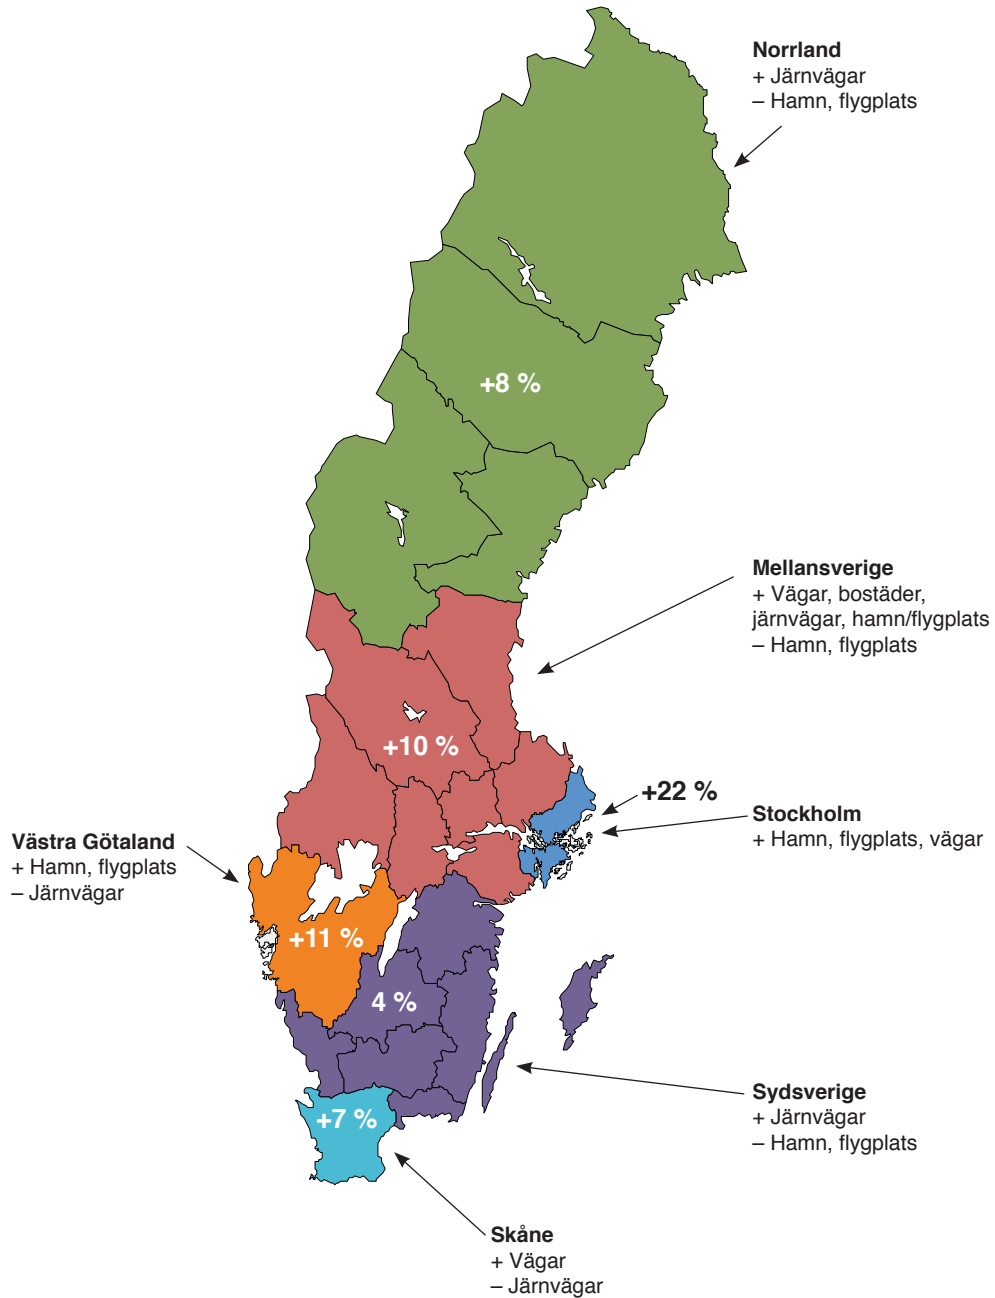 Norrland
+ Järnvägar
– Hamn, flygplats
+8 %
Mellansverige
+ Vägar, bostäder,
järnvägar, hamn/flygplats
– Hamn, flygplats
+10 %
+22 %
Stockholm
+ Hamn, flygplats, vägar
Västra Götaland
+ Hamn, flygplats
– Järnvägar
+11 %
4 %
Sydsverige
+ Järnvägar
– Hamn, flygplats
+7 %
Skåne
+ Vägar
– Järnvägar